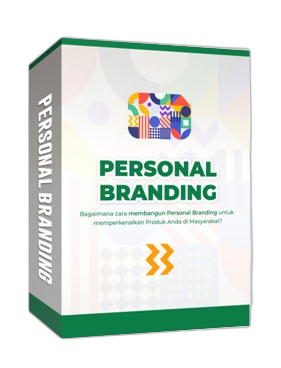 PERSONAL BRANDING
PERSONAL
BRANDING
Bagaimana cara membangun Personal Branding untuk
memperkenalkan Produk Anda di Masyarakat?